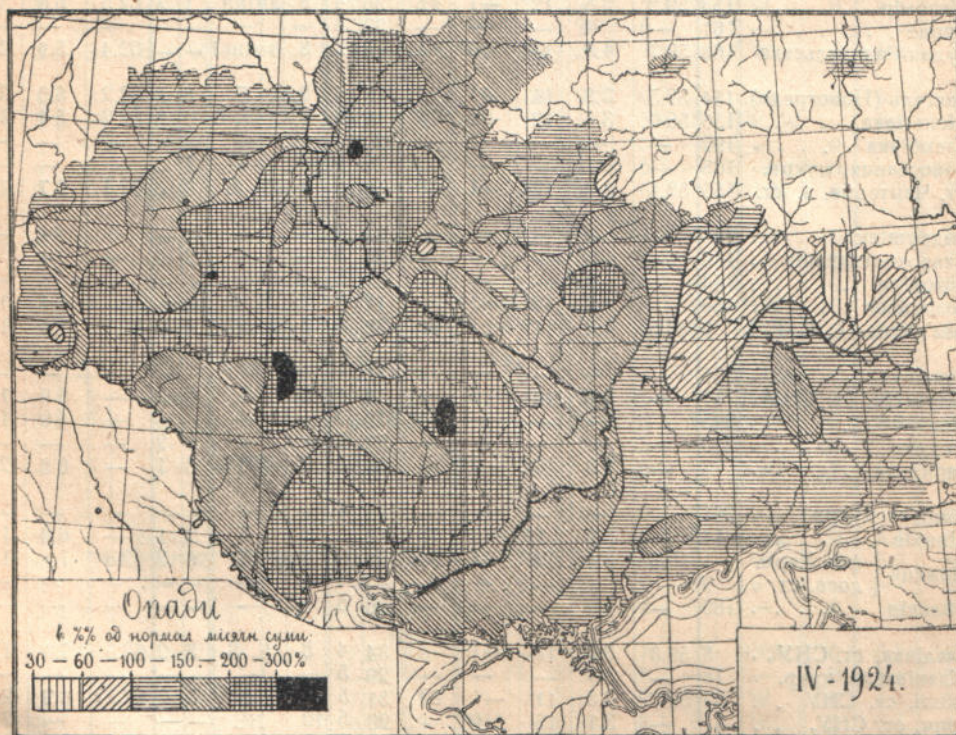 Опади
в %% од нормал місячн суми
30 – 60 – 100 – 150 – 200 – 300%
IV - 1924.